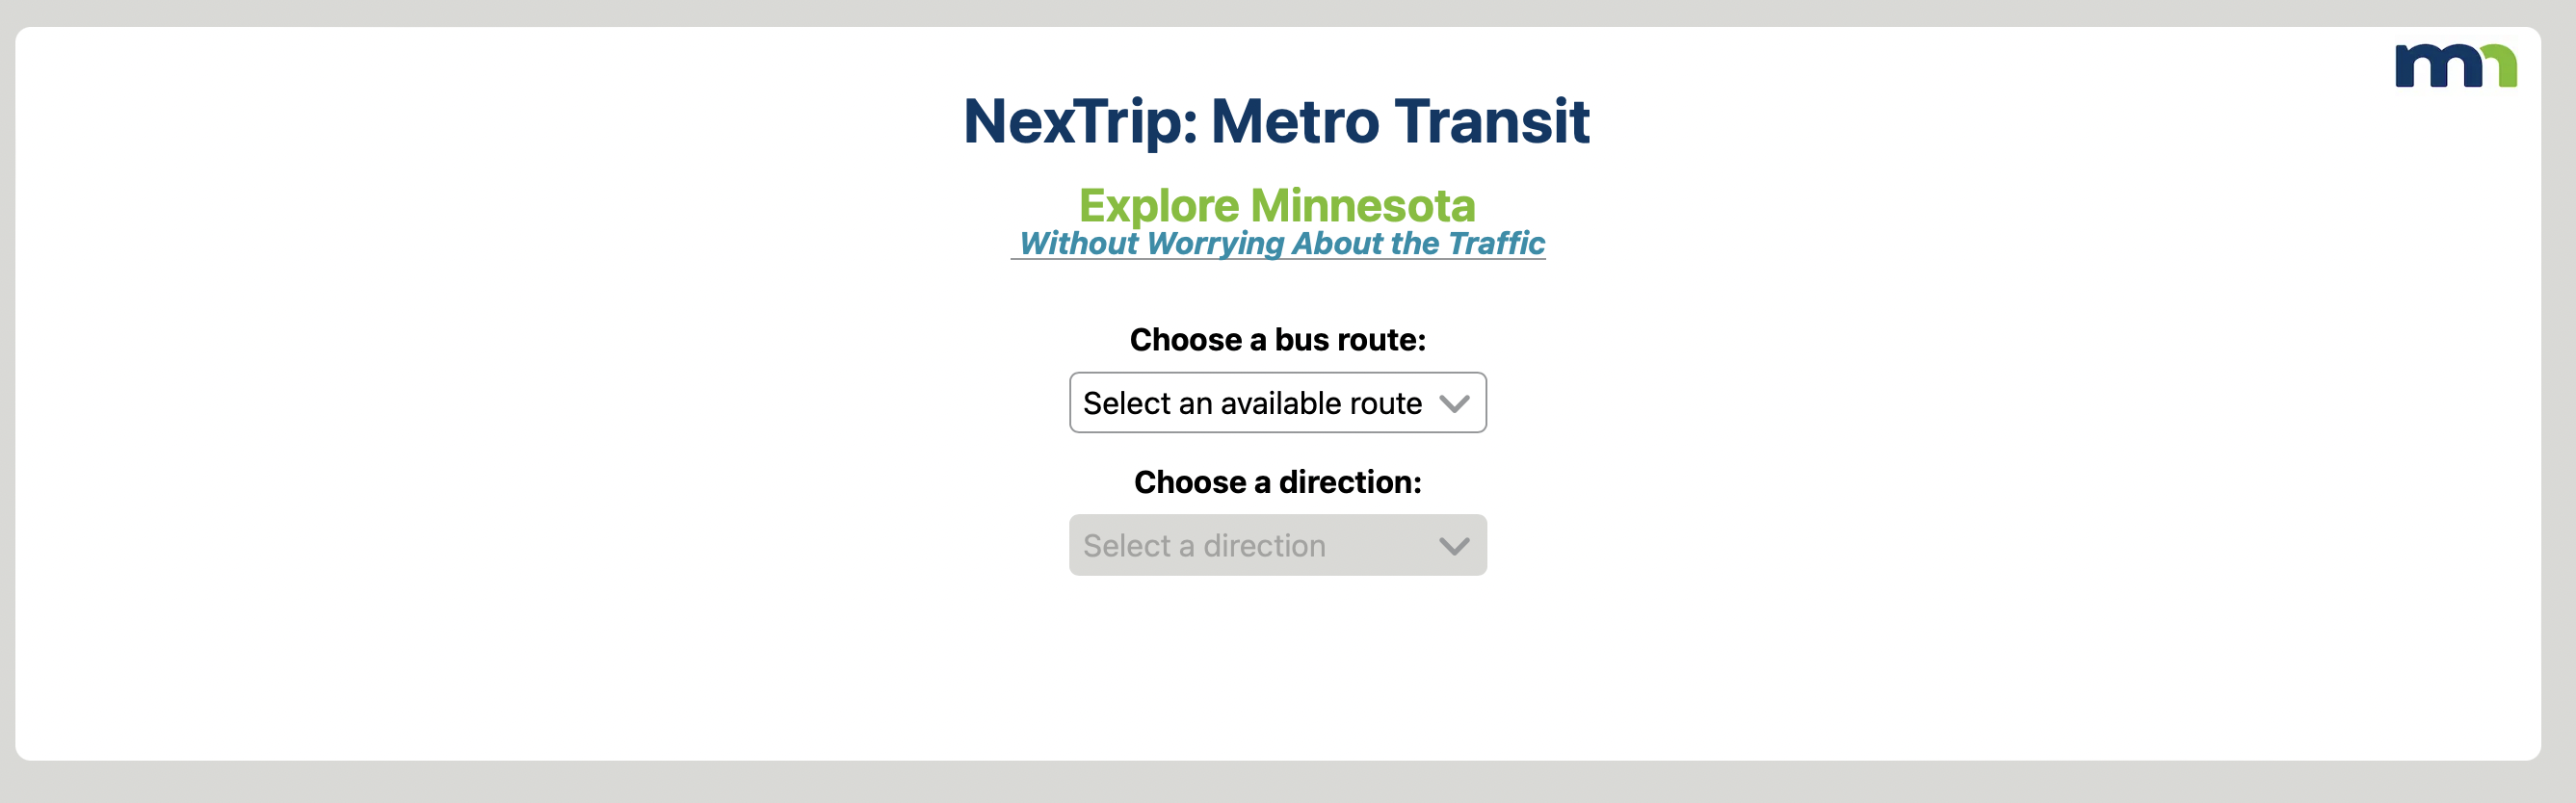 mn
NexTrip: Metro Transit
Explore Minnesota
Without Worrying About the Traffic
Choose a bus route:
Select an available route
Choose a direction:
Select a direction